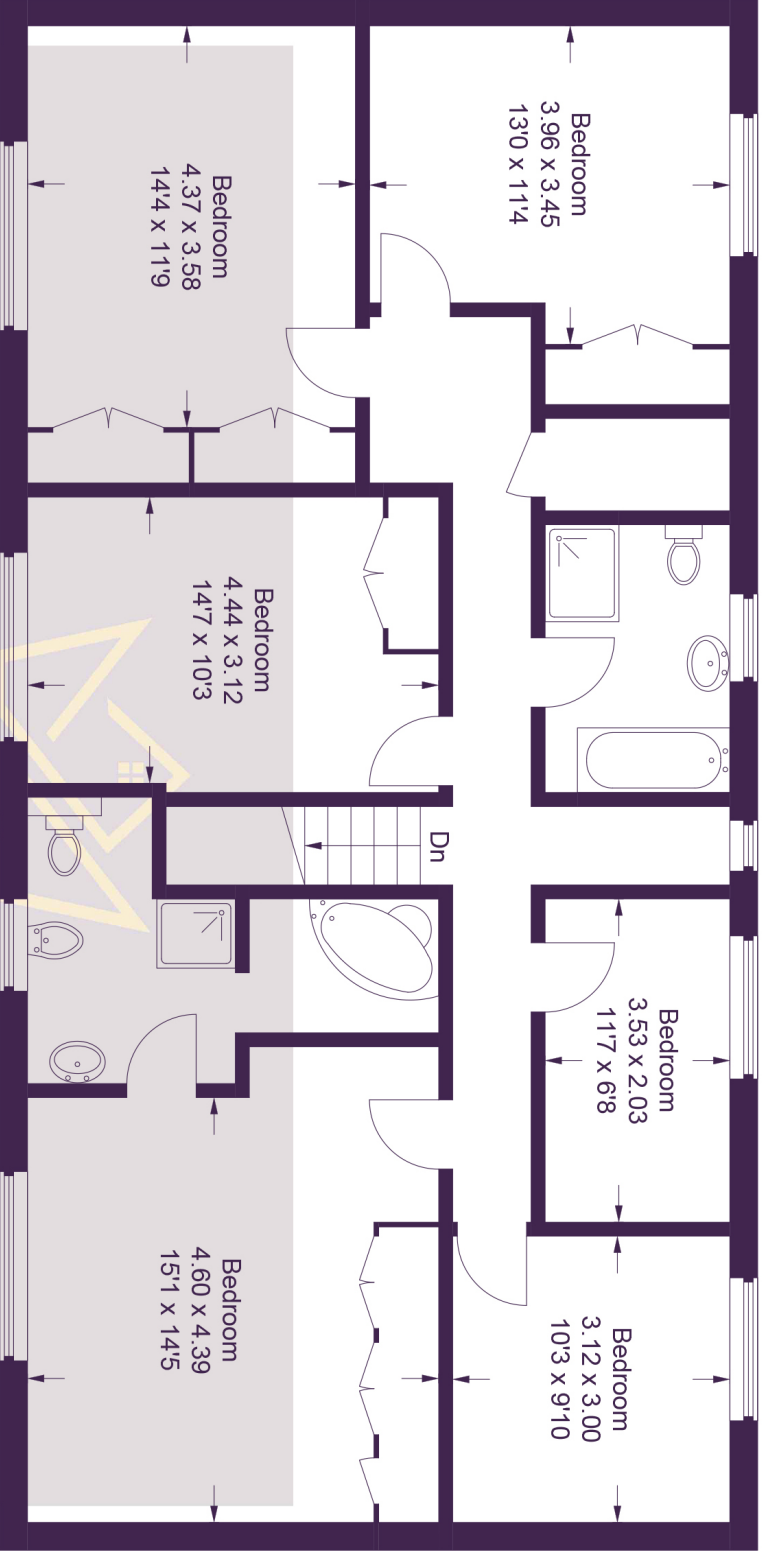 Bedroom
3.96 x 3.45
13'0 x 11'4
Bedroom
4.37 x 3.58
14'4 x 11'9
Bedroom
4.44 x 3.12
14'7 x 10'3
Dn
Bedroom
3.53 x 2.03
11'7 x 6'8
Bedroom
3.12 x 3.00
10'3 x 9'10
Bedroom
4.60 x 4.39
15'1 x 14'5